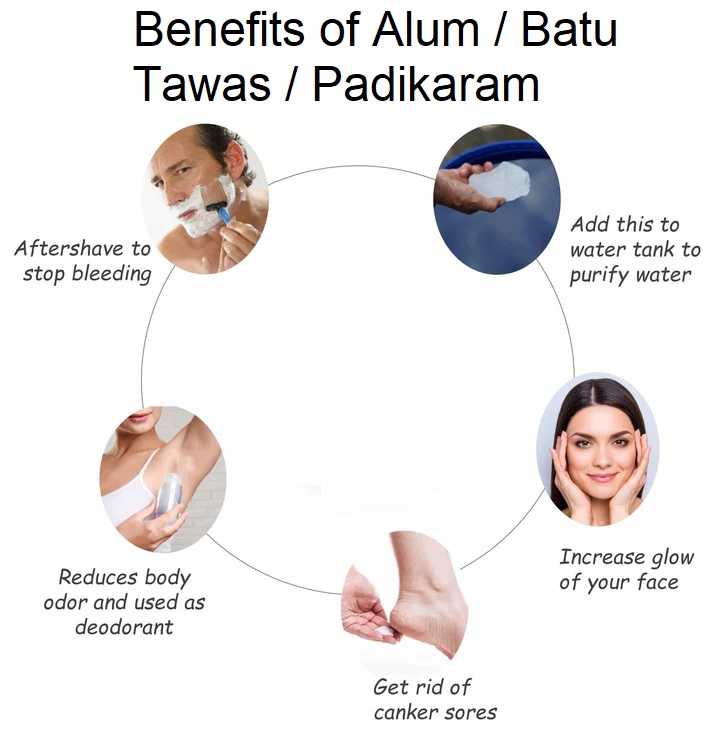 Benefits of Alum / Batu
Tawas / Padikaram
Aftershave to
stop bleeding
Add this to
water tank to
purify water
Increase glow
of your face
Reduces body
odor and used as
deodorant
Get rid of
canker sores